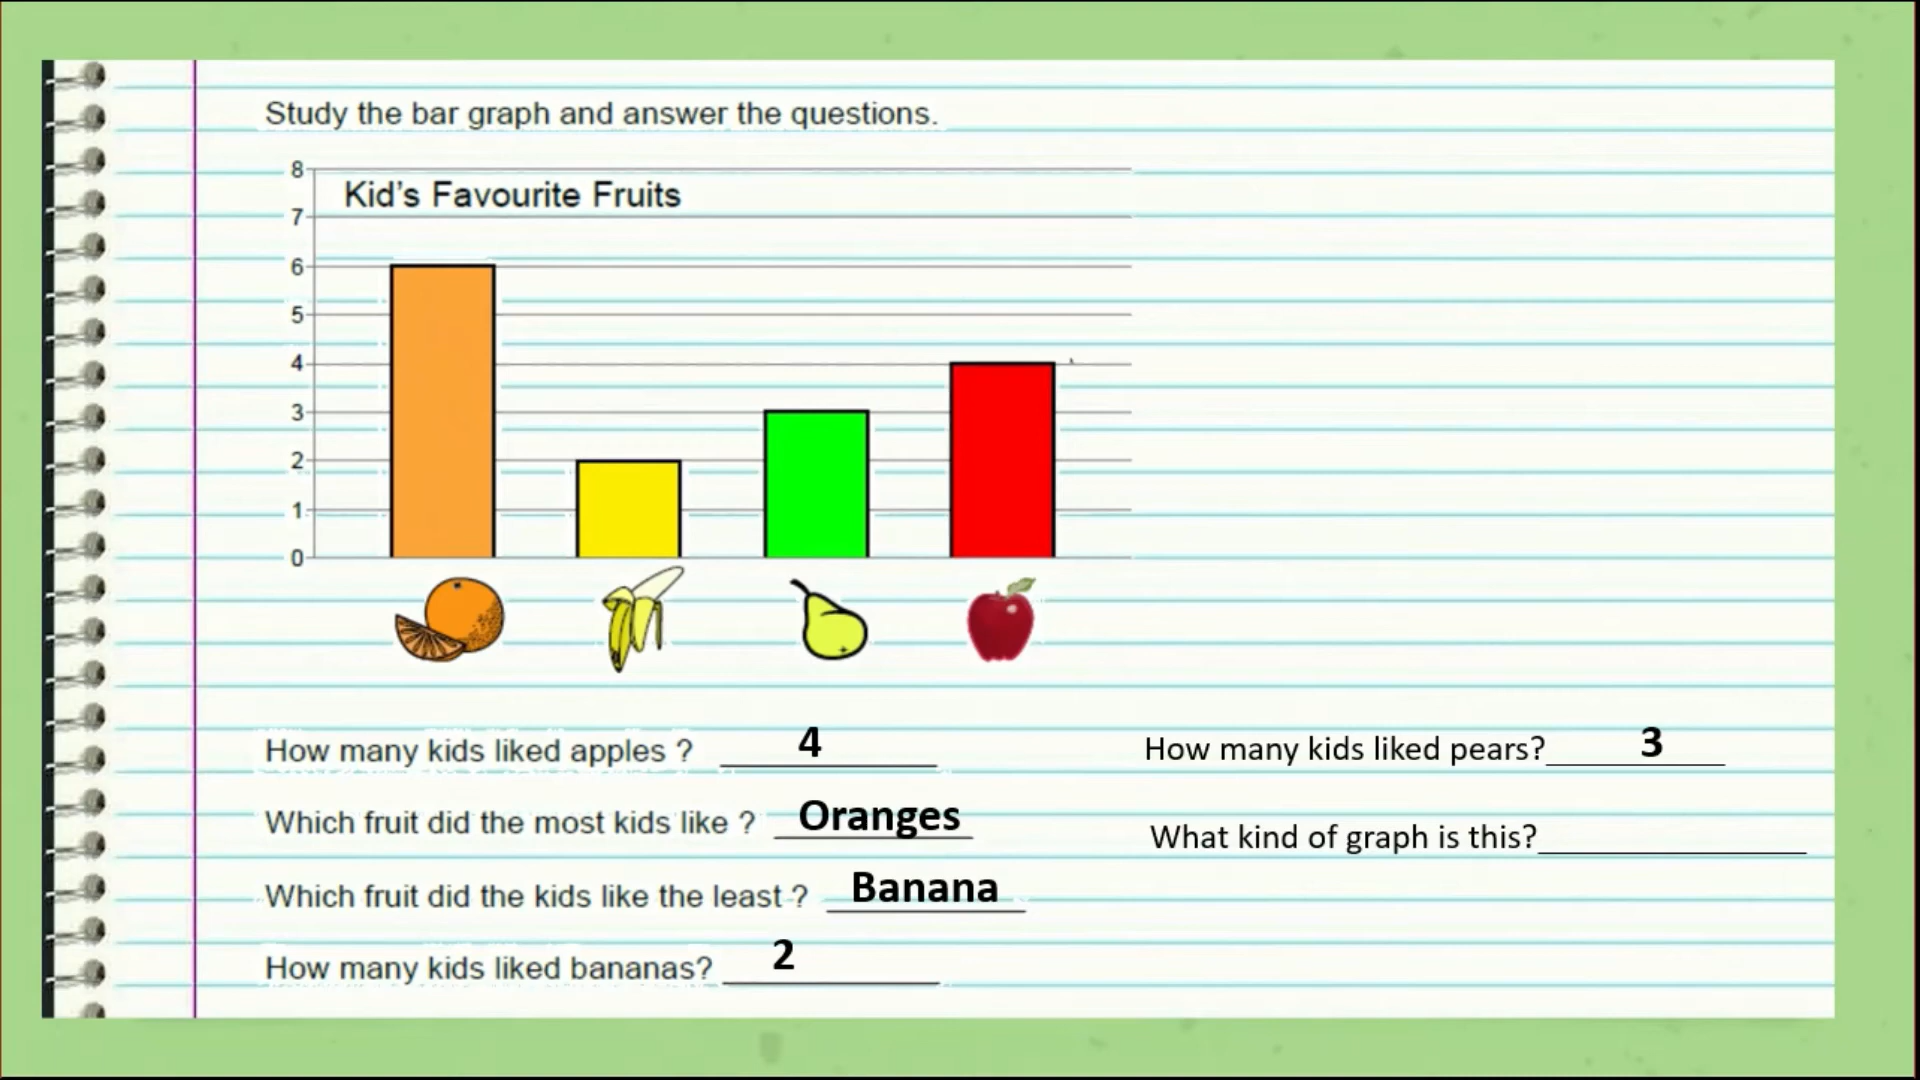 Study the bar graph and answer the questions.
8
Kid's Favourite Fruits
7
6
5
4
3
2
1
0
How many kids liked apples ? 4
Which fruit did the most kids like ? Oranges
Which fruit did the kids like the least ? Banana
How many kids liked bananas? 2
How many kids liked pears? 3
What kind of graph is this?